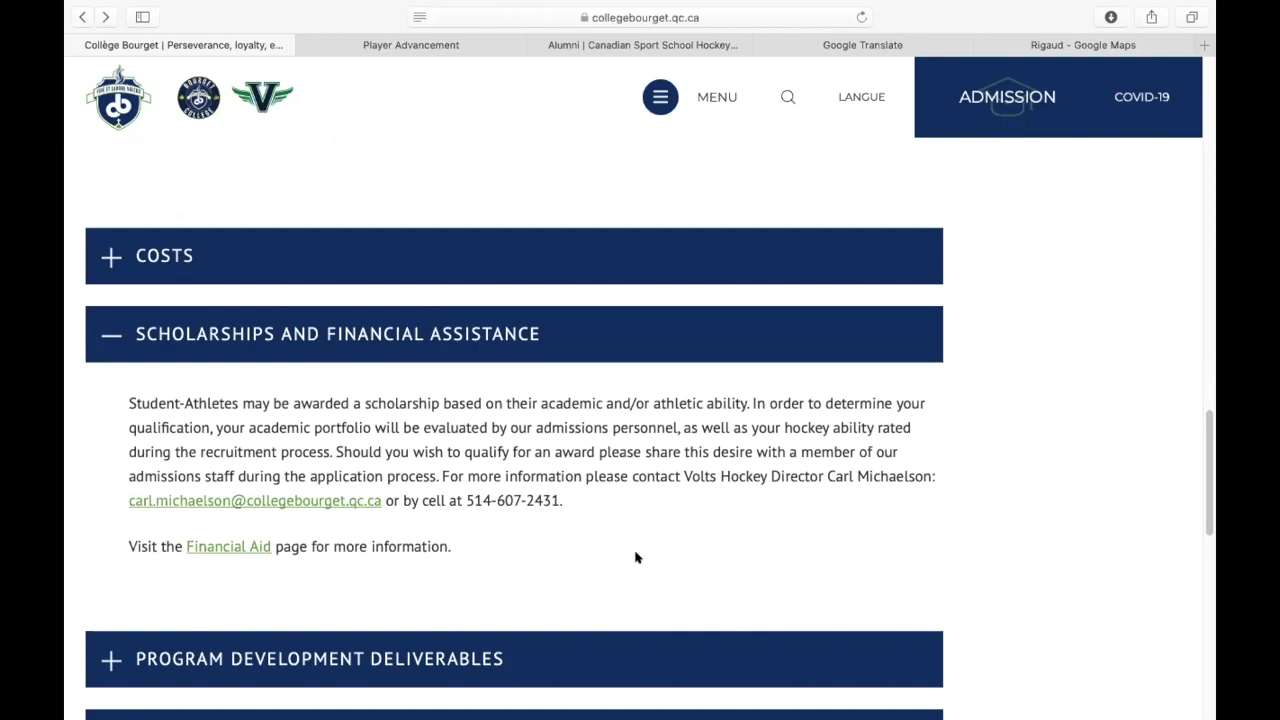 collegebourget.qc.ca
Collège Bourget | Perseverance, loyalty, e...
Player Advancement
Alumni | Canadian Sport School Hockey...
Google Translate
Rigaud - Google Maps
MENU
LANGUE
ADMISSION
COVID-19
COSTS
SCHOLARSHIPS AND FINANCIAL ASSISTANCE
Student-Athletes may be awarded a scholarship based on their academic and/or athletic ability. In order to determine your
qualification, your academic portfolio will be evaluated by our admissions personnel, as well as your hockey ability rated
during the recruitment process. Should you wish to qualify for an award please share this desire with a member of our
admissions staff during the application process. For more information please contact Volts Hockey Director Carl Michaelson:
carl.michaelson@collegebourget.qc.ca or by cell at 514-607-2431.
Visit the Financial Aid page for more information.
PROGRAM DEVELOPMENT DELIVERABLES